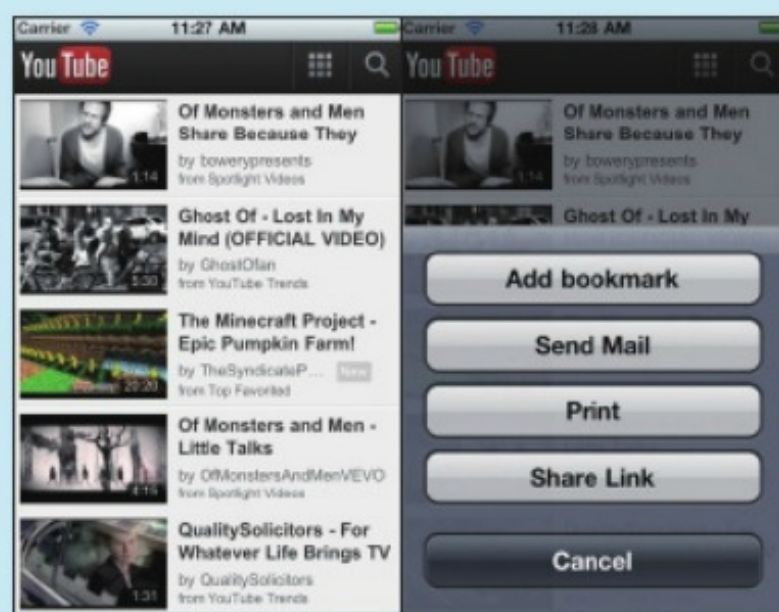 Carrier 11:27 AM
YouTube
Of Monsters and Men
Share Because They
by bowerypresents
from Spotlight Videos
1:14
Ghost Of - Lost In My
Mind (OFFICIAL VIDEO)
by GhostOfan
from YouTube Trends
5:30
The Minecraft Project -
Epic Pumpkin Farm!
by TheSyndicateP... New
from Top Favorited
20:20
Of Monsters and Men -
Little Talks
by OfMonstersAndMenVEVO
from Spotlight Videos
4:14
QualitySolicitors - For
Whatever Life Brings TV
by QualitySolicitors
from YouTube Trends
1:31
Carrier 11:28 AM
YouTube
Of Monsters and Men
Share Because They
by bowerypresents
from Spotlight Videos
1:14
Ghost Of - Lost In My
Add bookmark
Send Mail
Print
Share Link
Cancel